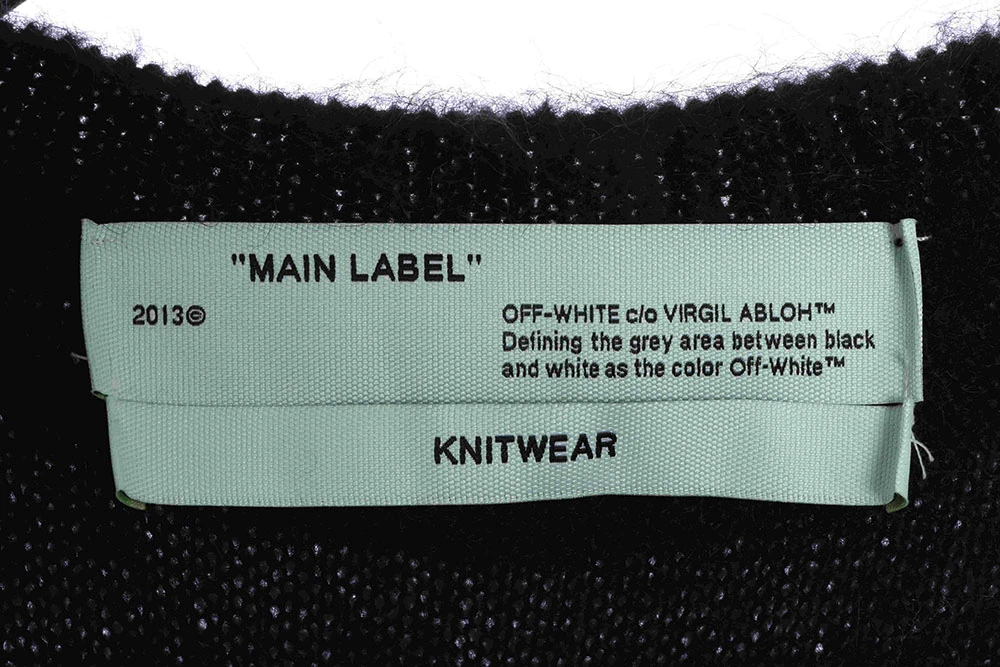 "MAIN LABEL"
2013©
OFF-WHITE c/o VIRGIL ABLOH™
Defining the grey area between black
and white as the color Off-White™
KNITWEAR